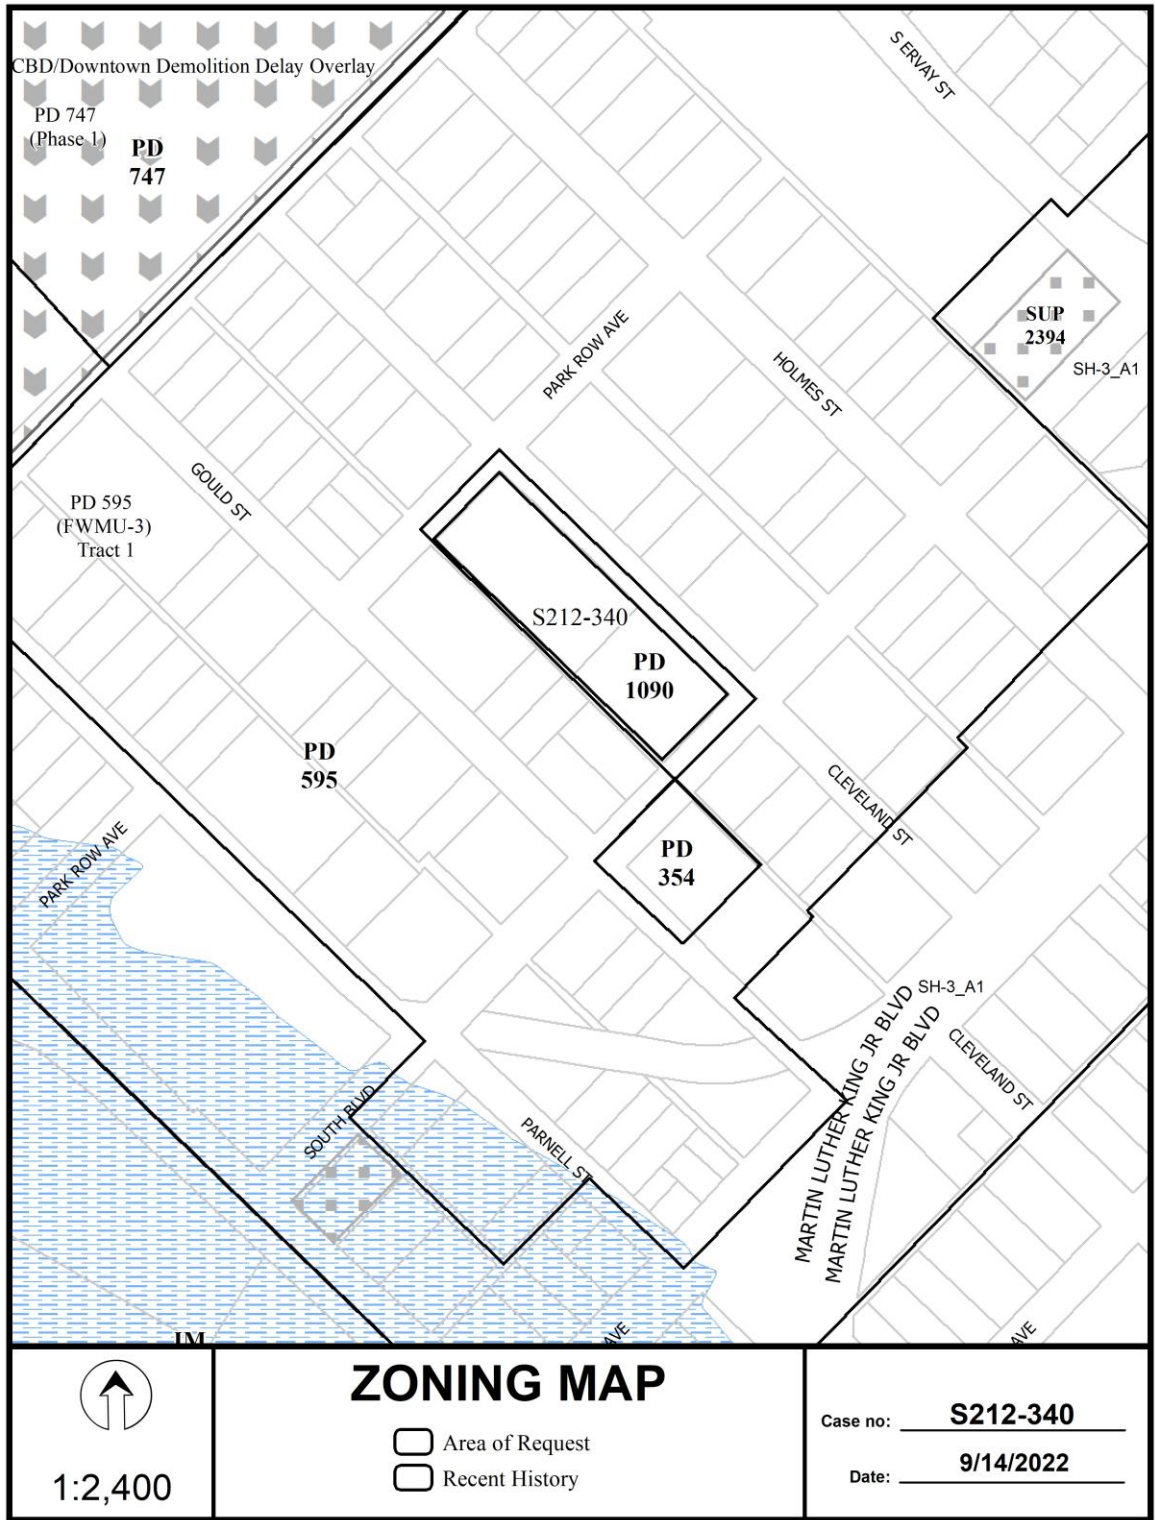 CBD/Downtown Demolition Delay Overlay
PD 747
(Phase 1)
PD
747
S ERVAY ST
SUP
2394
SH-3_A1
PARK ROW AVE
HOLMES ST
GOULD ST
PD 595
(FWMU-3)
Tract 1
S212-340
PD
1090
PD
595
CLEVELAND ST
PARK ROW AVE
PD
354
SH-3_A1
MARTIN LUTHER KING JR BLVD
MARTIN LUTHER KING JR BLVD
CLEVELAND ST
SOUTH BLVD
PARNELL ST
IM
AVE
AVE
1:2,400
ZONING MAP
Area of Request
Recent History
Case no: S212-340
Date: 9/14/2022